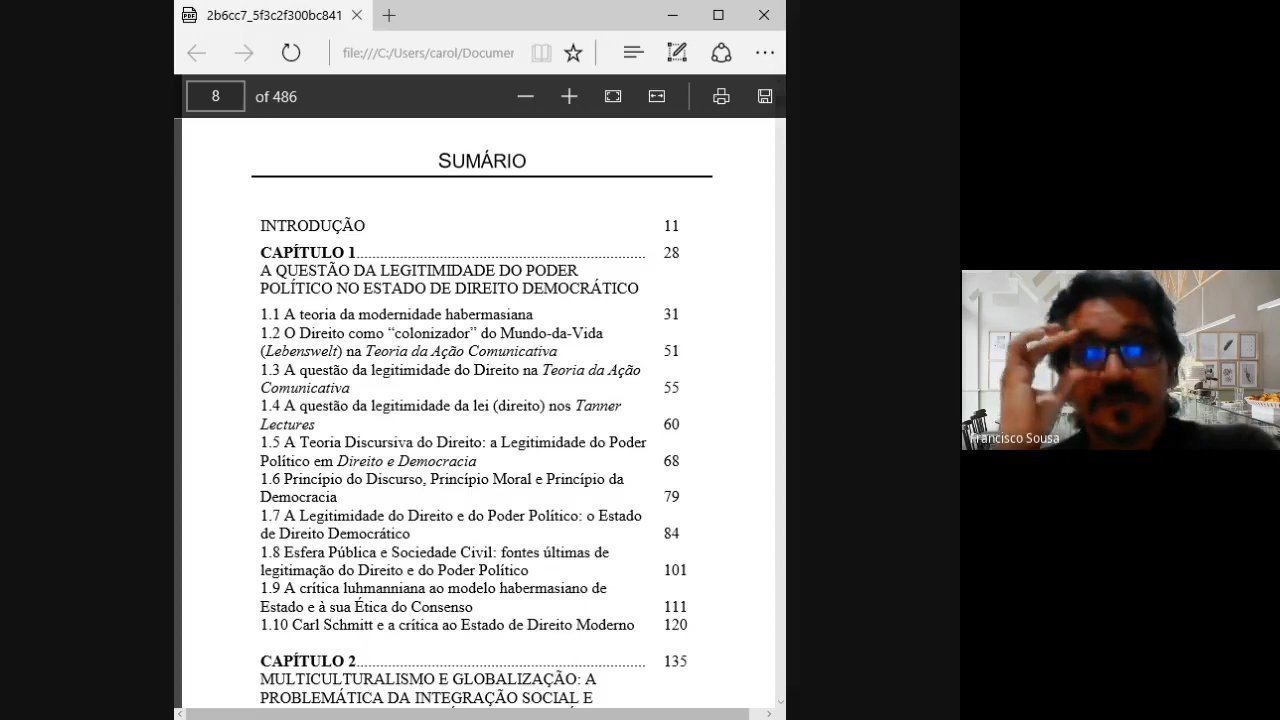 2b6cc7_5f3c2f300bc841
file:///C:/Users/carol/Documer
8 of 486
SUMÁRIO
INTRODUÇÃO 11
CAPÍTULO 1........................................................................ 28
A QUESTÃO DA LEGITIMIDADE DO PODER
POLÍTICO NO ESTADO DE DIREITO DEMOCRÁTICO
1.1 A teoria da modernidade habermasiana 31
1.2 O Direito como “colonizador” do Mundo-da-Vida
(Lebenswelt) na Teoria da Ação Comunicativa 51
1.3 A questão da legitimidade do Direito na Teoria da Ação
Comunicativa 55
1.4 A questão da legitimidade da lei (direito) nos Tanner
Lectures 60
1.5 A Teoria Discursiva do Direito: a Legitimidade do Poder
Político em Direito e Democracia 68
1.6 Princípio do Discurso, Princípio Moral e Princípio da
Democracia 79
1.7 A Legitimidade do Direito e do Poder Político: o Estado
de Direito Democrático 84
1.8 Esfera Pública e Sociedade Civil: fontes últimas de
legitimação do Direito e do Poder Político 101
1.9 A crítica luhmanniana ao modelo habermasiano de
Estado e à sua Ética do Consenso 111
1.10 Carl Schmitt e a crítica ao Estado de Direito Moderno 120
CAPÍTULO 2........................................................................ 135
MULTICULTURALISMO E GLOBALIZAÇÃO: A
PROBLEMÁTICA DA INTEGRAÇÃO SOCIAL E
Francisco Sousa